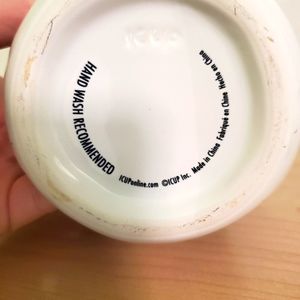 ICUP
HAND WASH RECOMMENDED
ICUPonline.com ©ICUP Inc. Made in China Fabriqué en Chine Hecho en China